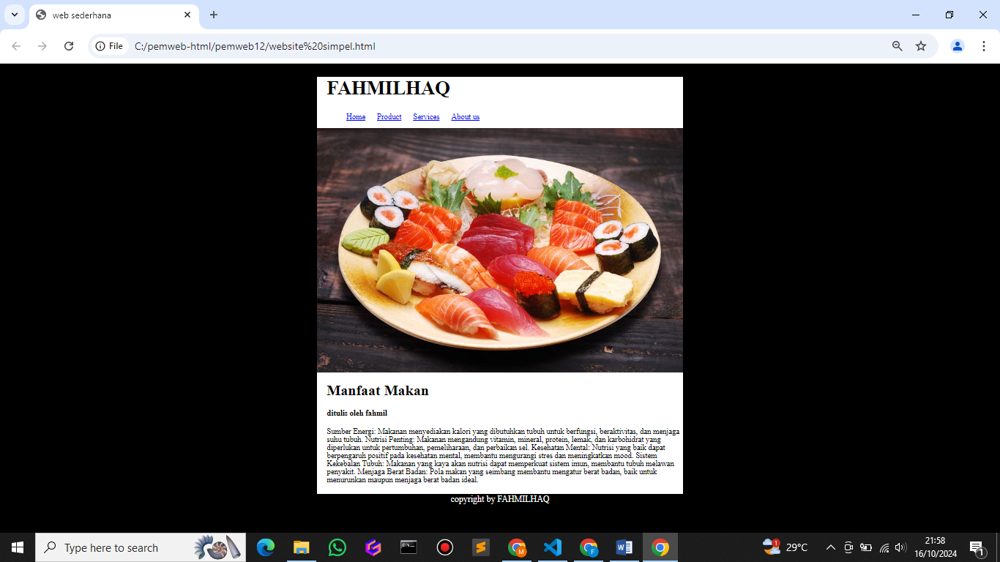 web sederhana
File
C:/pemweb-html/pemweb12/website%20simpel.html
FAHMILHAQ
Home Product Services About us
Manfaat Makan
ditulis oleh fahmil
Sumber Energi: Makanan menyediakan kalori yang dibutuhkan tubuh untuk berfungsi, beraktivitas, dan menjaga
suhu tubuh. Nutrisi Penting: Makanan mengandung vitamin, mineral, protein, lemak, dan karbohidrat yang
diperlukan untuk pertumbuhan, pemeliharaan, dan perbaikan sel. Kesehatan Mental: Nutrisi yang baik dapat
berpengaruh positif pada kesehatan mental, membantu mengurangi stres dan meningkatkan mood. Sistem
Kekebalan Tubuh: Makanan yang kaya akan nutrisi dapat memperkuat sistem imun, membantu tubuh melawan
penyakit. Menjaga Berat Badan: Pola makan yang seimbang membantu mengatur berat badan, baik untuk
menurunkan maupun menjaga berat badan ideal.
copyright by FAHMILHAQ
Type here to search
M
F
1
29°C
21:58
16/10/2024
1